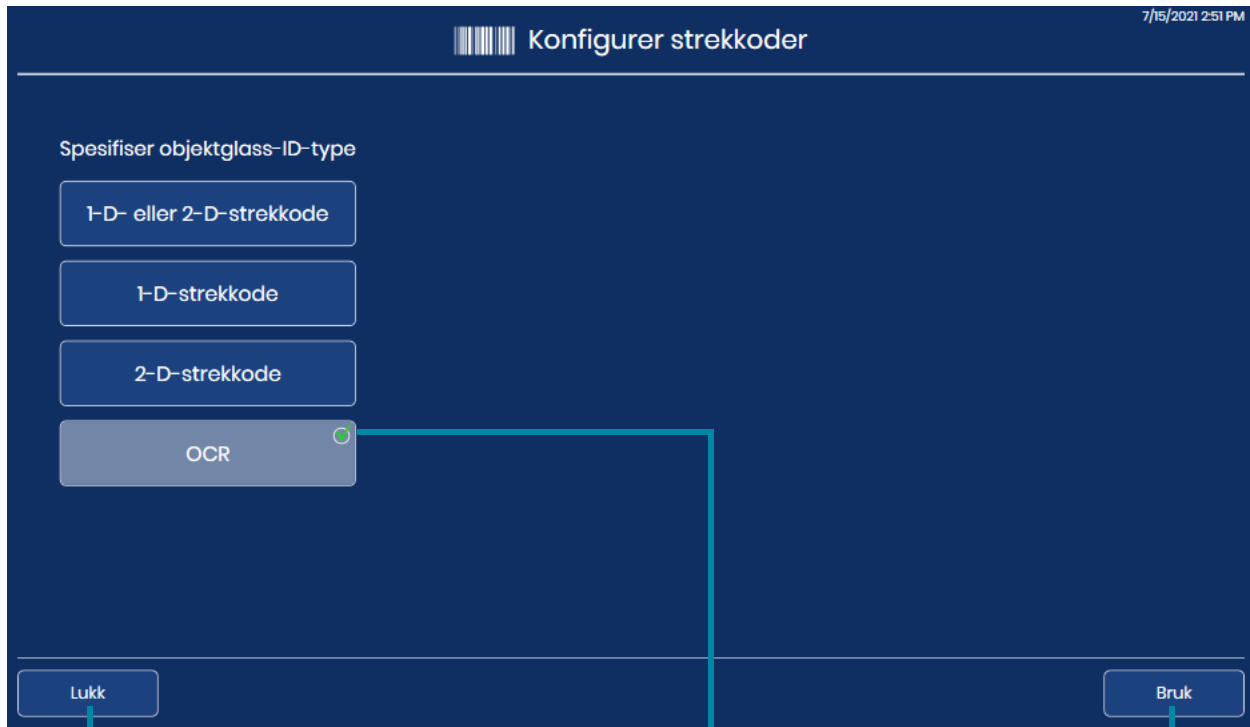 7/15/2021 2:51 PM
Konfigurer strekkoder
Spesifiser objektglass-ID-type
1-D- eller 2-D-strekkode
1-D-strekkode
2-D-strekkode
OCR
Lukk
Bruk